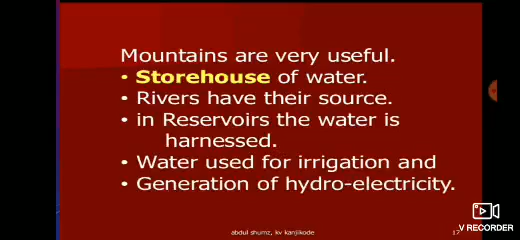 Mountains are very useful.
• Storehouse of water.
• Rivers have their source.
• in Reservoirs the water is
harnessed.
• Water used for irrigation and
• Generation of hydro-electricity.
abdul shumz, kv kanjikode
17
V RECORDER